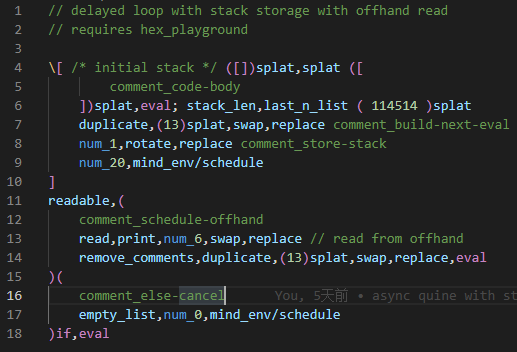 1 // delayed loop with stack storage with offhand read
2 // requires hex_playground
3
4 \[ /* initial stack */ ([])splat,splat ([
5 comment_code-body
6 ])splat,eval; stack_len,last_n_list ( 114514 )splat
7 duplicate,(13)splat,swap,replace comment_build-next-eval
8 num_1,rotate,replace comment_store-stack
9 num_20,mind_env/schedule
10 ]
11 readable,(
12 comment_schedule-offhand
13 read,print,num_6,swap,replace // read from offhand
14 remove_comments,duplicate,(13)splat,swap,replace,eval
15 )(
16 comment_else-cancel You, 5天前 • async quine with st
17 empty_list,num_0,mind_env/schedule
18 )if,eval